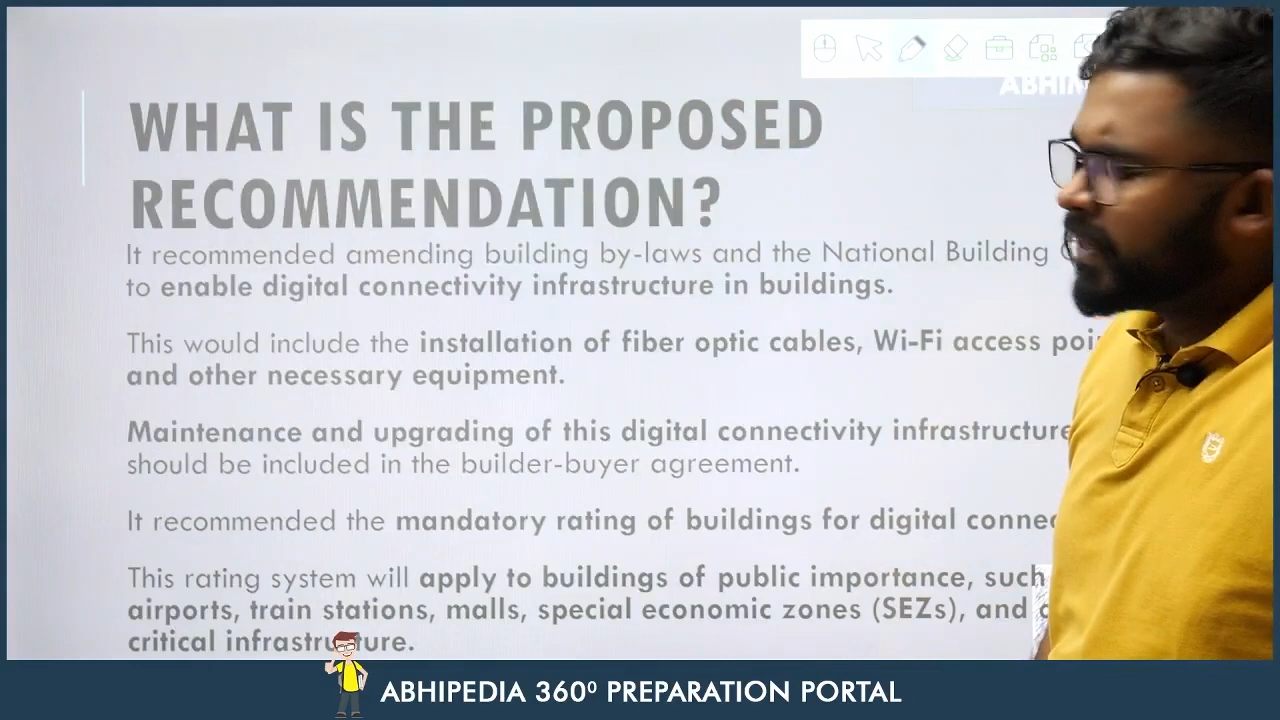 ABHIM
WHAT IS THE PROPOSED
RECOMMENDATION?
It recommended amending building by-laws and the National Building
to enable digital connectivity infrastructure in buildings.
This would include the installation of fiber optic cables, Wi-Fi access
and other necessary equipment.
Maintenance and upgrading of this digital connectivity infrastructure
should be included in the builder-buyer agreement.
It recommended the mandatory rating of buildings for digital
This rating system will apply to buildings of public importance, such
airports, train stations, malls, special economic zones (SEZs), and
critical infrastructure.
ABHIPEDIA 360⁰ PREPARATION PORTAL